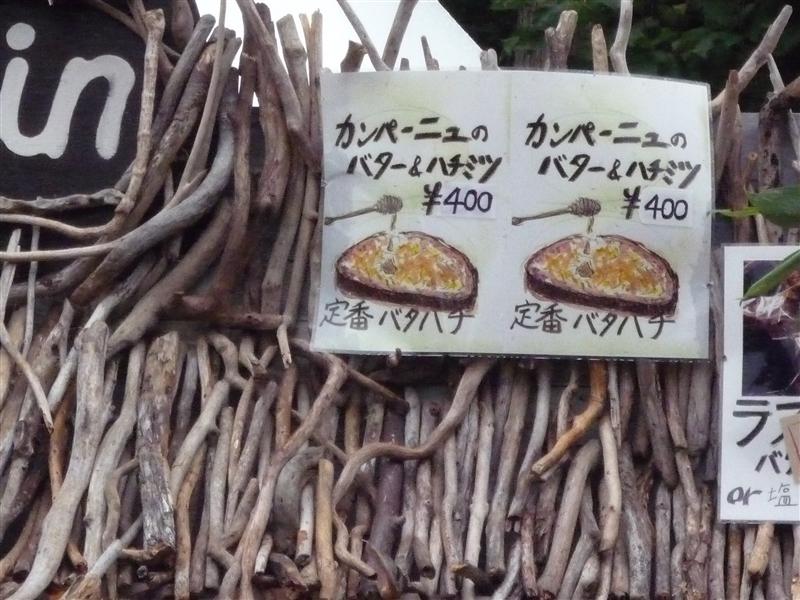 in
カンパーニュの
バター&ハチミツ
¥400
定番 バタハチ
カンパーニュの
バター&ハチミツ
¥400
定番 バタハチ
バタ
or 塩